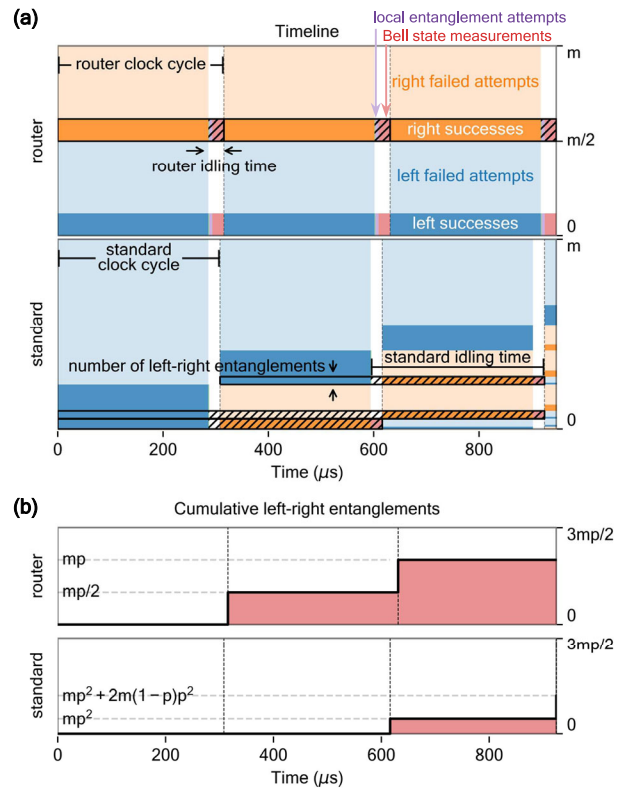 (a)
Timeline
local entanglement attempts
Bell state measurements
router clock cycle
right failed attempts
right successes
router idling time
left failed attempts
left successes
router
m
m/2
0
standard clock cycle
number of left-right entanglements
standard idling time
standard
m
0
0 200 400 600 800
Time (μs)
(b)
Cumulative left-right entanglements
router
mp
mp/2
3mp/2
0
standard
mp² + 2m(1 − p)p²
mp²
3mp/2
0
0 200 400 600 800
Time (μs)